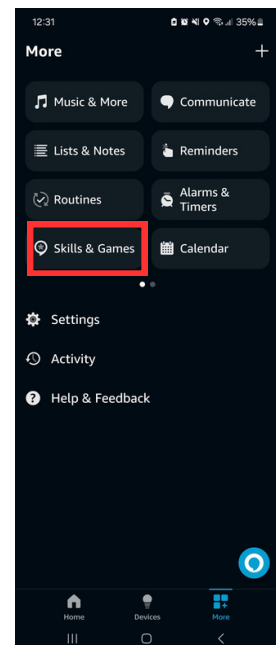 12:31 35%
More
Music & More
Communicate
Lists & Notes
Reminders
Routines
Alarms &
Timers
Skills & Games
Calendar
Settings
Activity
Help & Feedback
Home Devices More